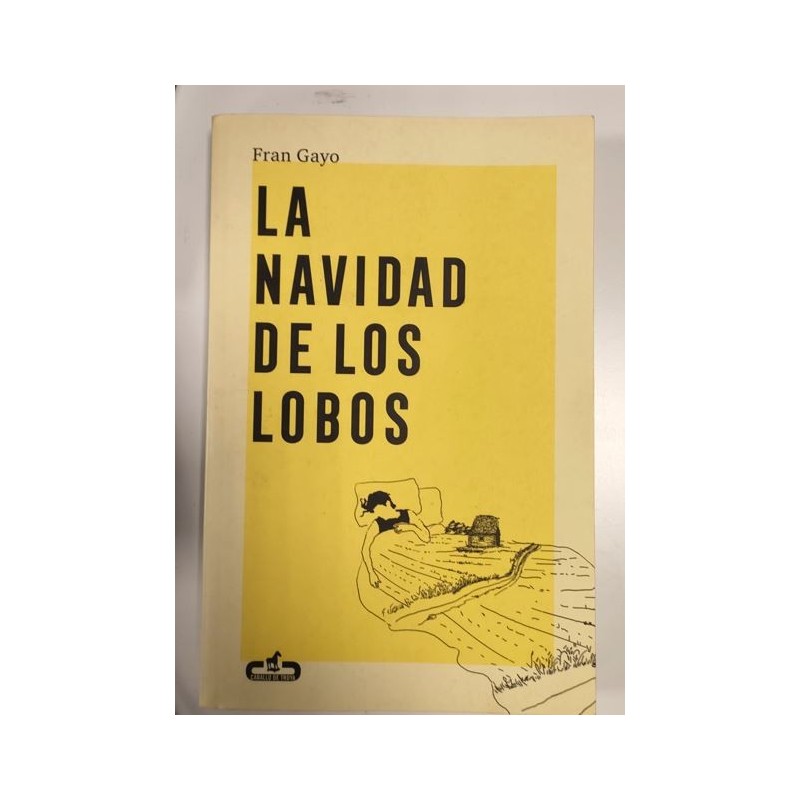 Fran Gayo
LA
NAVIDAD
DE LOS
LOBOS
CABALLO DE TROYA